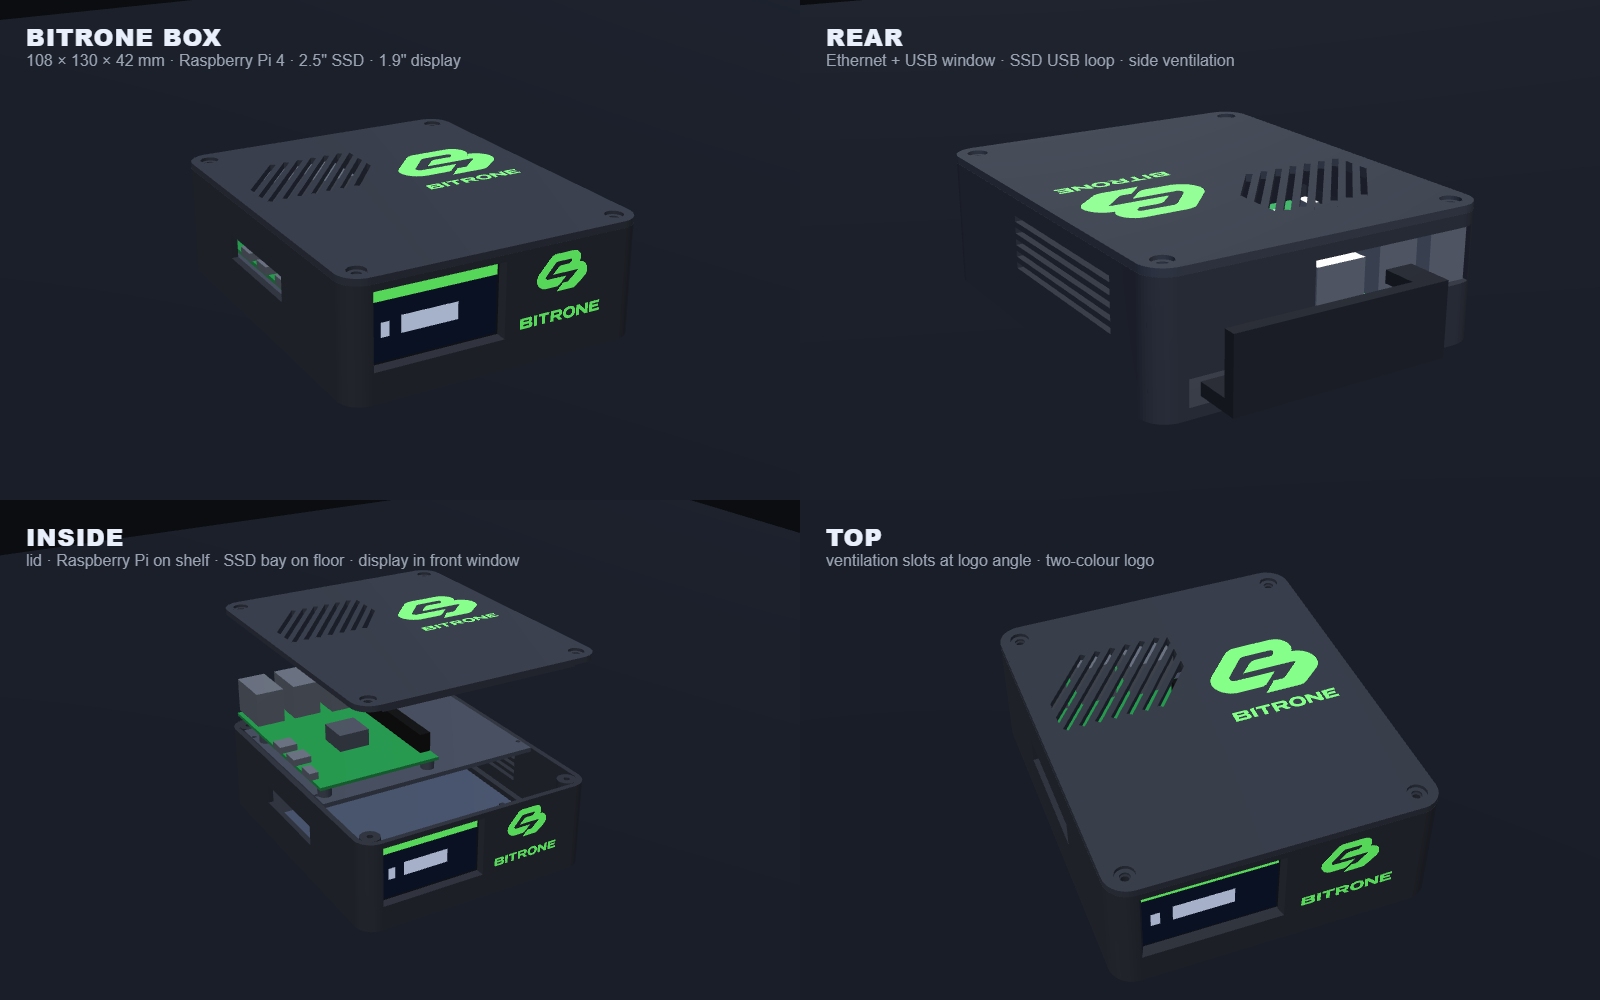 BITRONE BOX
108 × 130 × 42 mm · Raspberry Pi 4 · 2.5" SSD · 1.9" display
BITRONE
BITRONE
REAR
Ethernet + USB window · SSD USB loop · side ventilation
BITRONE
INSIDE
lid · Raspberry Pi on shelf · SSD bay on floor · display in front window
BITRONE
BITRONE
TOP
ventilation slots at logo angle · two-colour logo
BITRONE
BITRONE